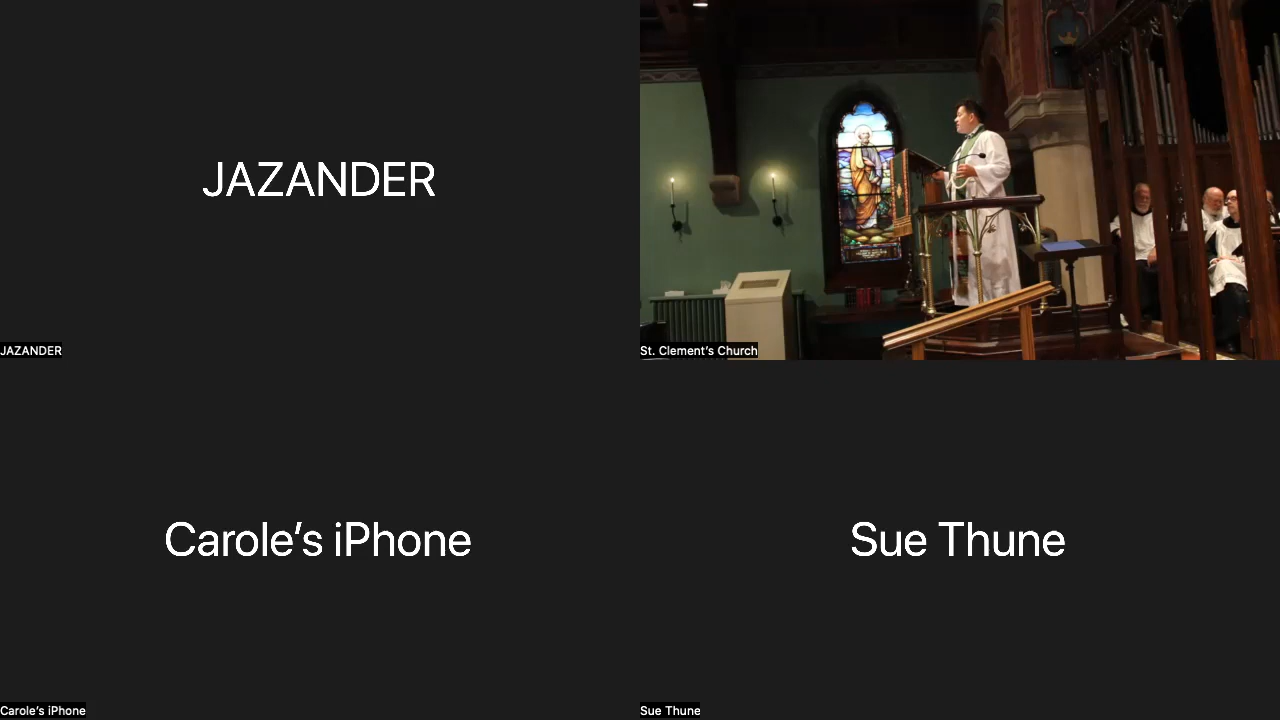 JAZANDER
JAZANDER
St. Clement's Church
Carole's iPhone
Sue Thune
Carole's iPhone
Sue Thune